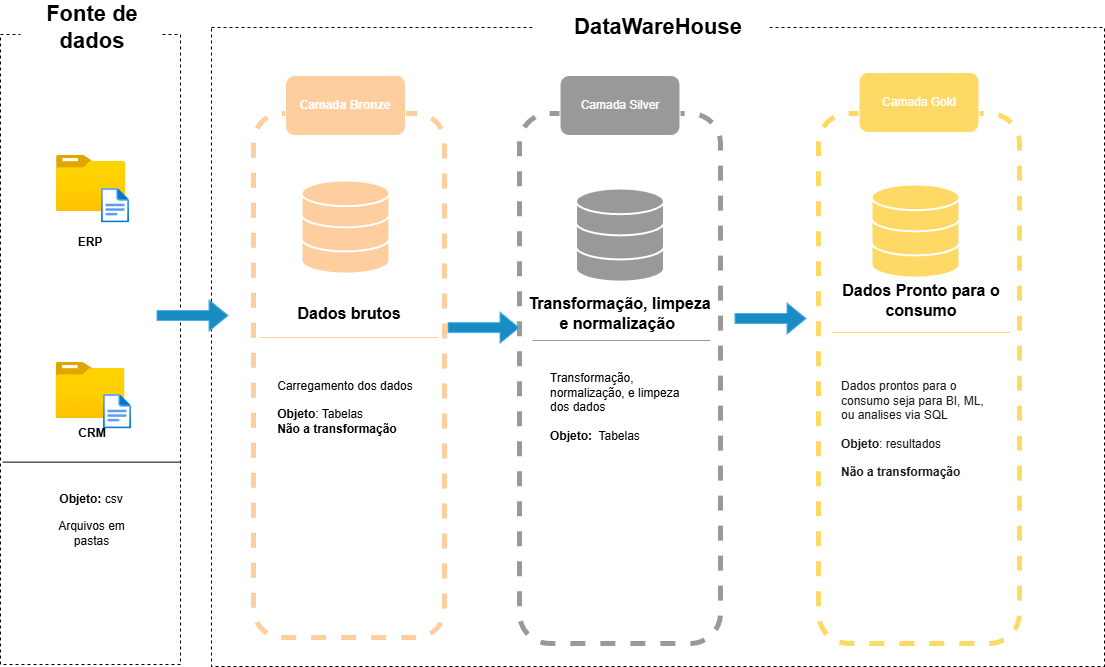 Fonte de
dados
ERP
CRM
Objeto: csv
Arquivos em
pastas
DataWareHouse
Camada Bronze
Dados brutos
Carregamento dos dados
Objeto: Tabelas
Não a transformação
Camada Silver
Transformação, limpeza
e normalização
Transformação,
normalização, e limpeza
dos dados
Objeto:  Tabelas
Camada Gold
Dados Pronto para o
consumo
Dados prontos para o
consumo seja para BI, ML,
ou analises via SQL
Objeto: resultados
Não a transformação